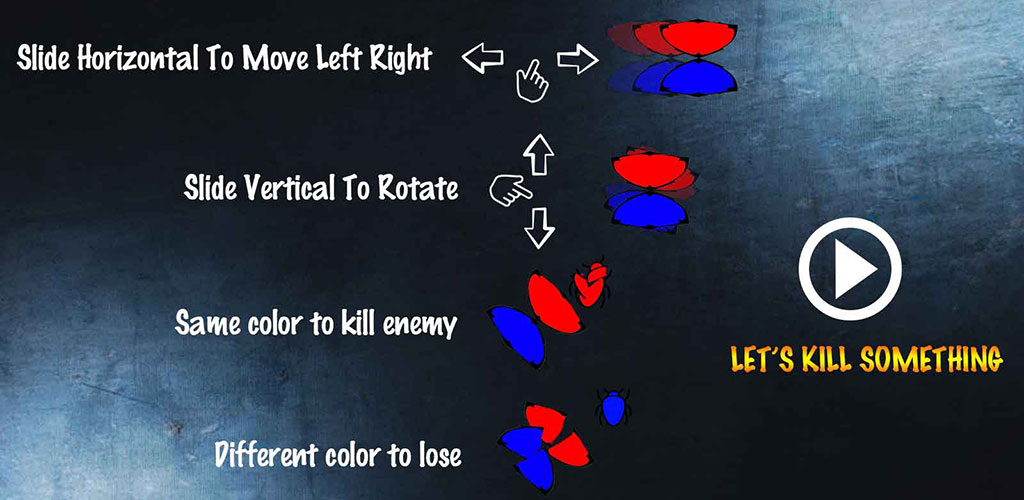 Slide Horizontal To Move Left Right
Slide Vertical To Rotate
Same color to kill enemy
LET'S KILL SOMETHING
Different color to lose